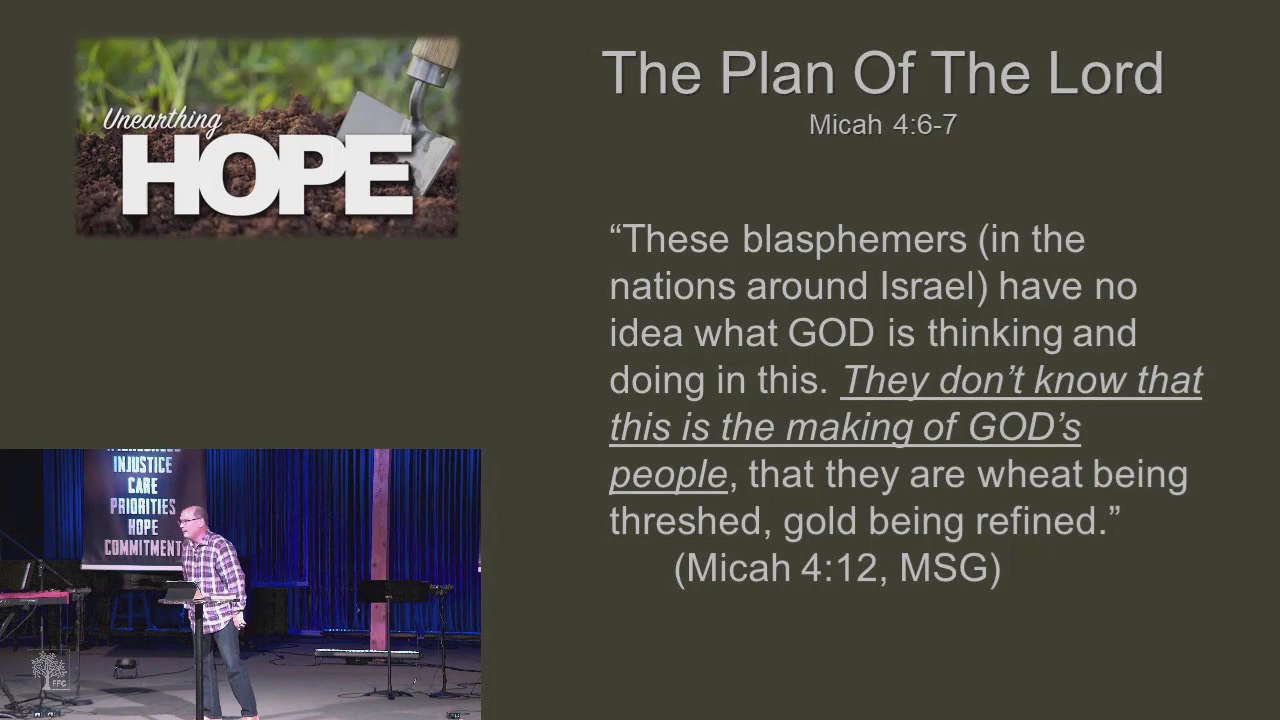 Unearthing
HOPE
The Plan Of The Lord
Micah 4:6-7
“These blasphemers (in the
nations around Israel) have no
idea what GOD is thinking and
doing in this. They don’t know that
this is the making of GOD’s
people, that they are wheat being
threshed, gold being refined.”
(Micah 4:12, MSG)
INJUSTICE
CARE
PRIORITIES
HOPE
COMMITMENT
FFC